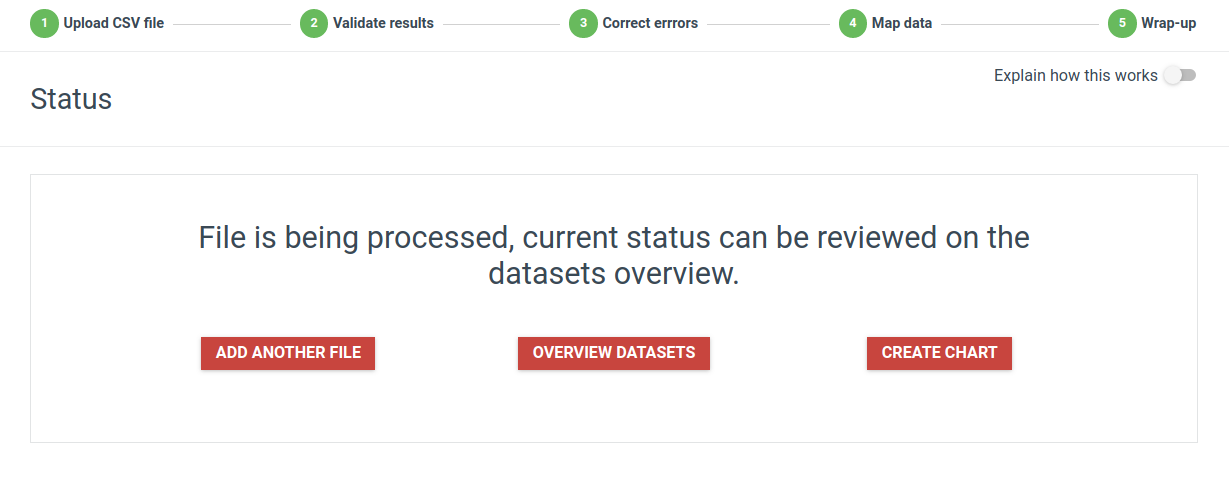 1 Upload CSV file 2 Validate results 3 Correct errrors 4 Map data 5 Wrap-up
Explain how this works
Status
File is being processed, current status can be reviewed on the
datasets overview.
ADD ANOTHER FILE OVERVIEW DATASETS CREATE CHART